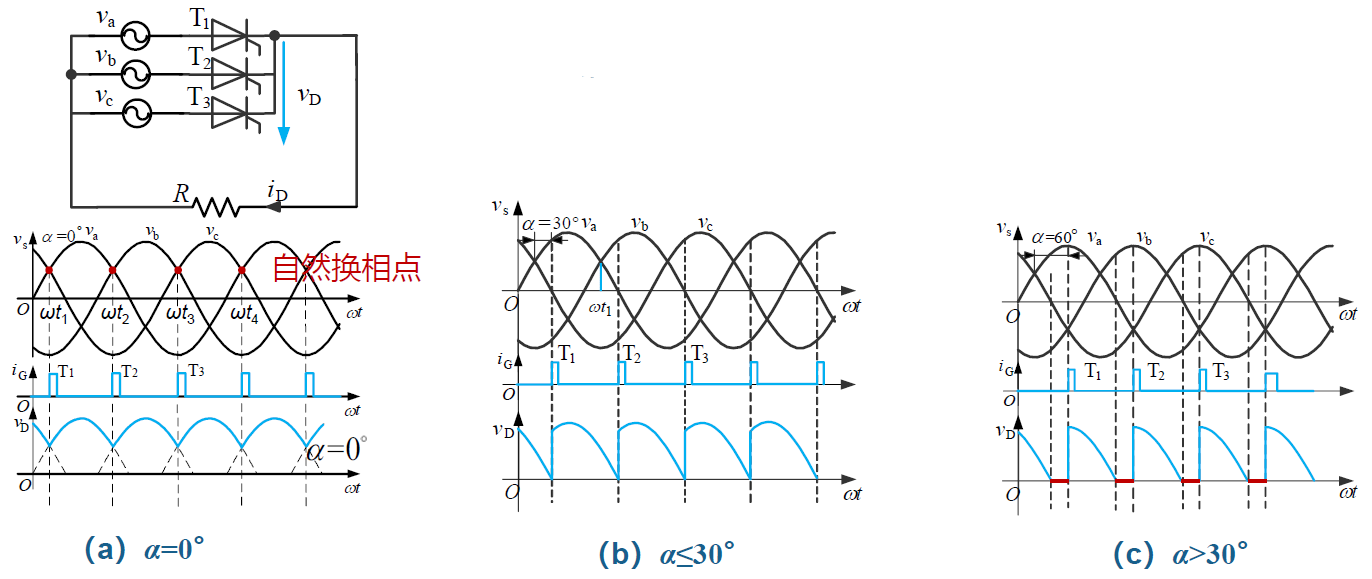 va T1
vb T2
vc T3
vD
R iD
vs α=0° va vb vc
自然换相点
O ωt1 ωt2 ωt3 ωt4 ωt
iG T1 T2 T3
O ωt
vD
α=0°
O ωt
(a) α=0°
vs α=30° va vb vc
O ωt1 ωt
iG T1 T2 T3
O
vD
O ωt
(b) α≤30°
vs α=60° va vb vc
O ωt
iG T1 T2 T3
O
vD
O ωt
(c) α>30°